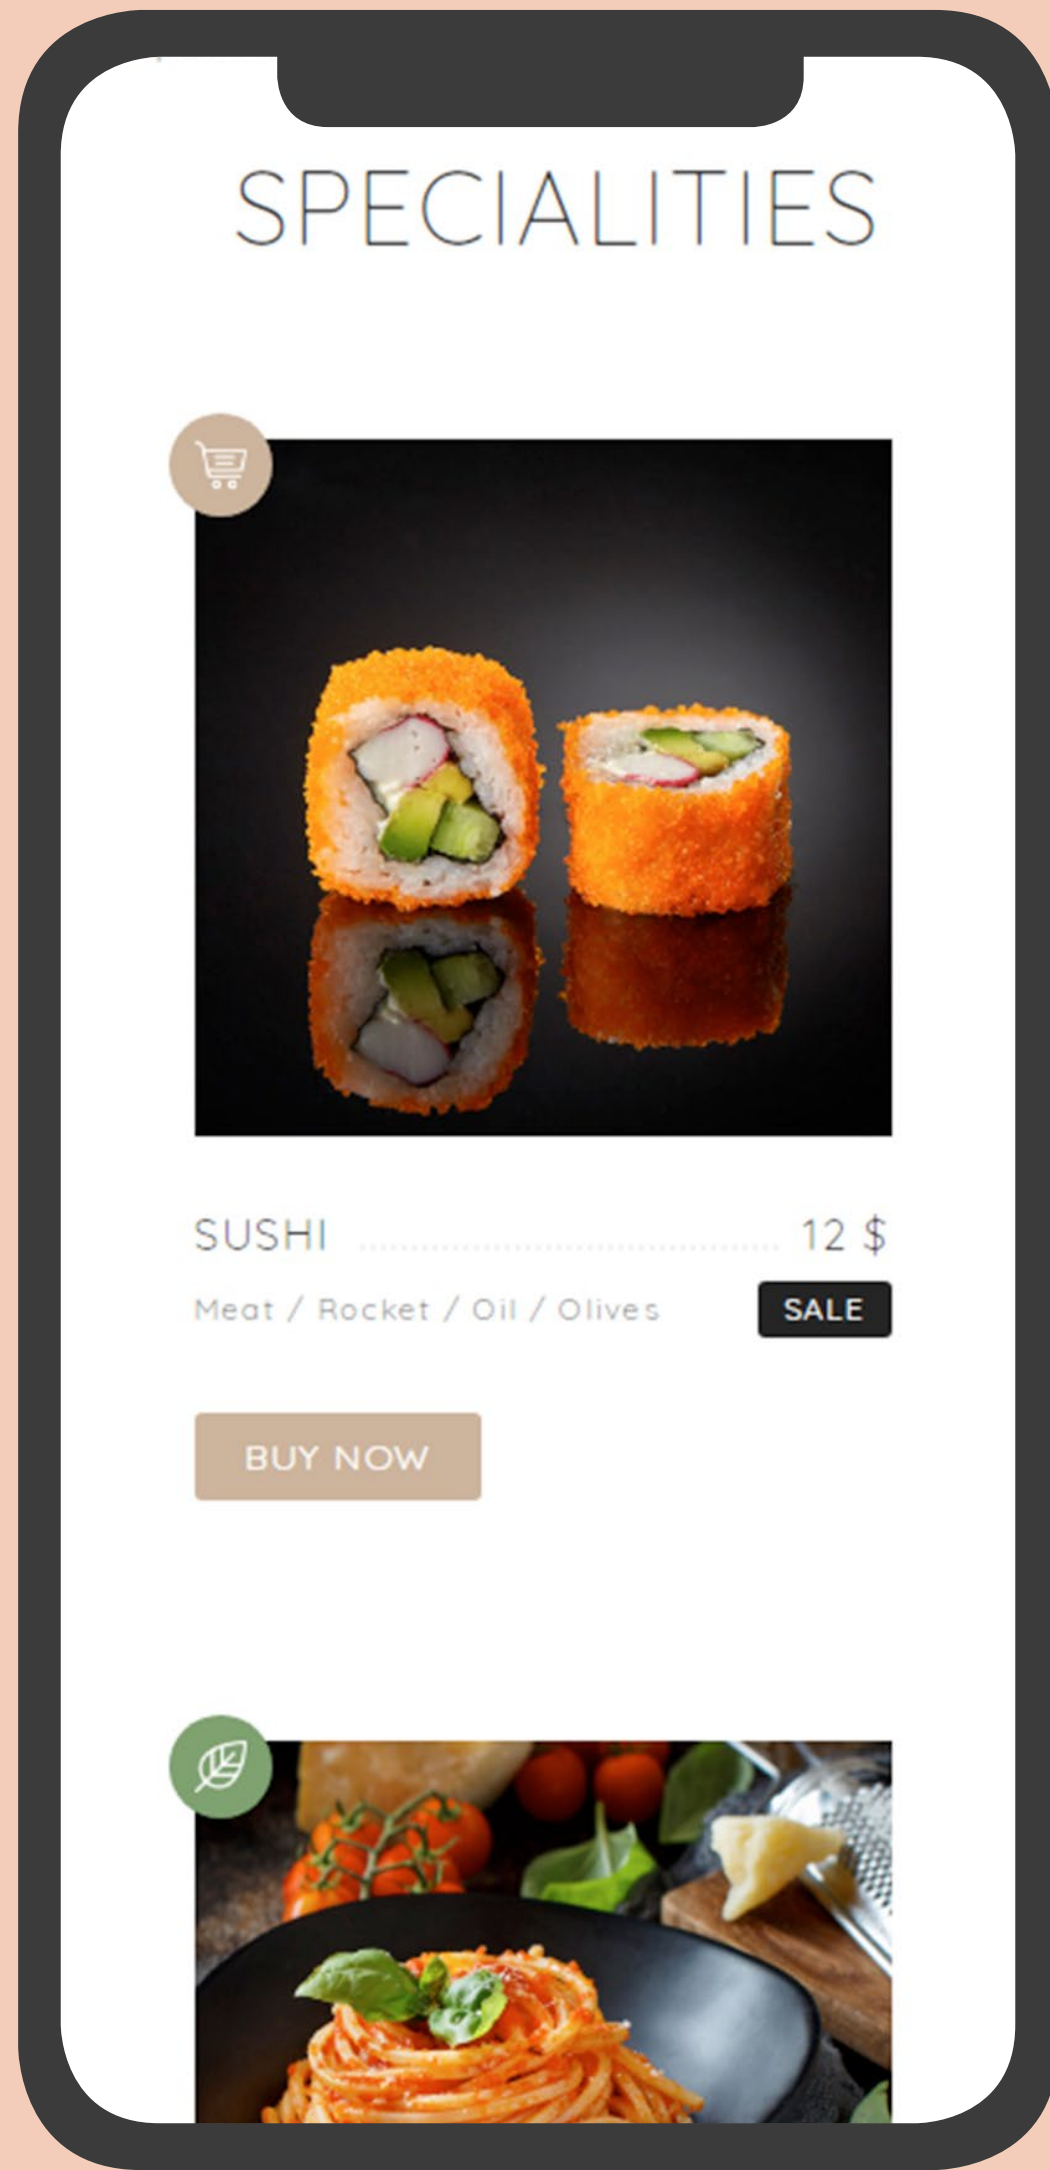 SPECIALITIES
SUSHI ........................................ 12 $
Meat / Rocket / Oil / Olives SALE
BUY NOW